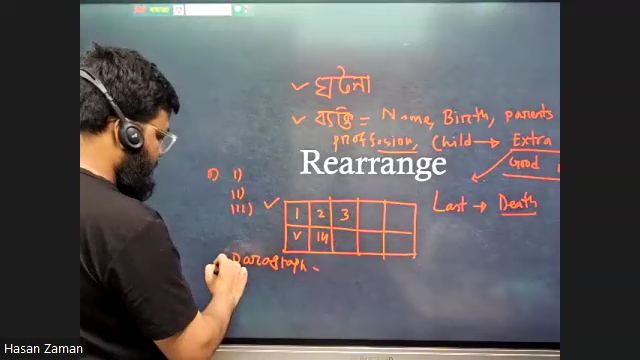 ✓ ঘটনা
✓ ব্যক্তি = Name, Birth, parents
profession, Child → Extra
Good
Rearrange
Last → Death
i)
ii)
iii) ✓
1 2 3
v
Paragraph
Hasan Zaman